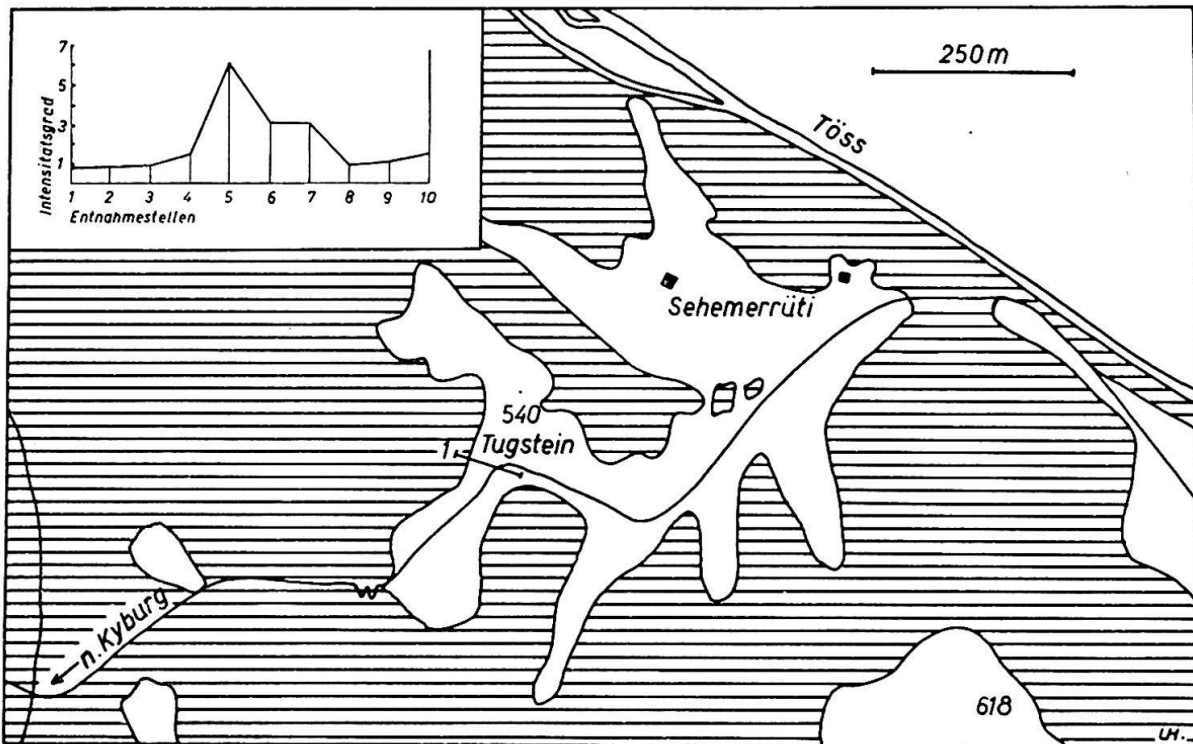 7
5
3
1
Intensitätsgrad
1 2 3 4 5 6 7 8 9 10
Entnahmestellen
250 m
Töss
Sehemerrüti
540
Tugstein
1
n. Kyburg
618